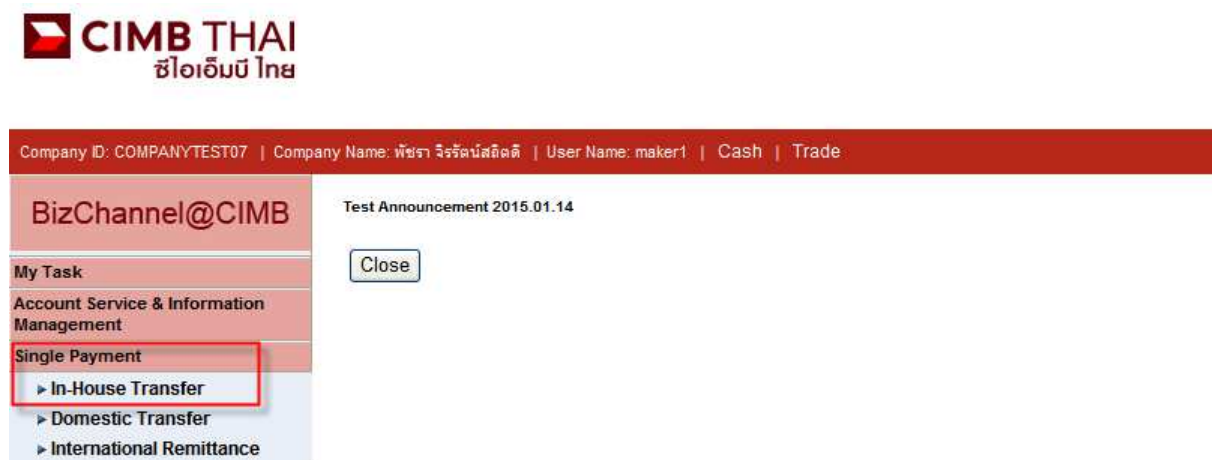 CIMB THAI
ซีไอเอ็มบี ไทย
Company ID: COMPANYTEST07 | Company Name: พัชรา จิรรัตน์สถิตดี | User Name: maker1 | Cash | Trade
BizChannel@CIMB
Test Announcement 2015.01.14
Close
My Task
Account Service & Information
Management
Single Payment
In-House Transfer
Domestic Transfer
International Remittance